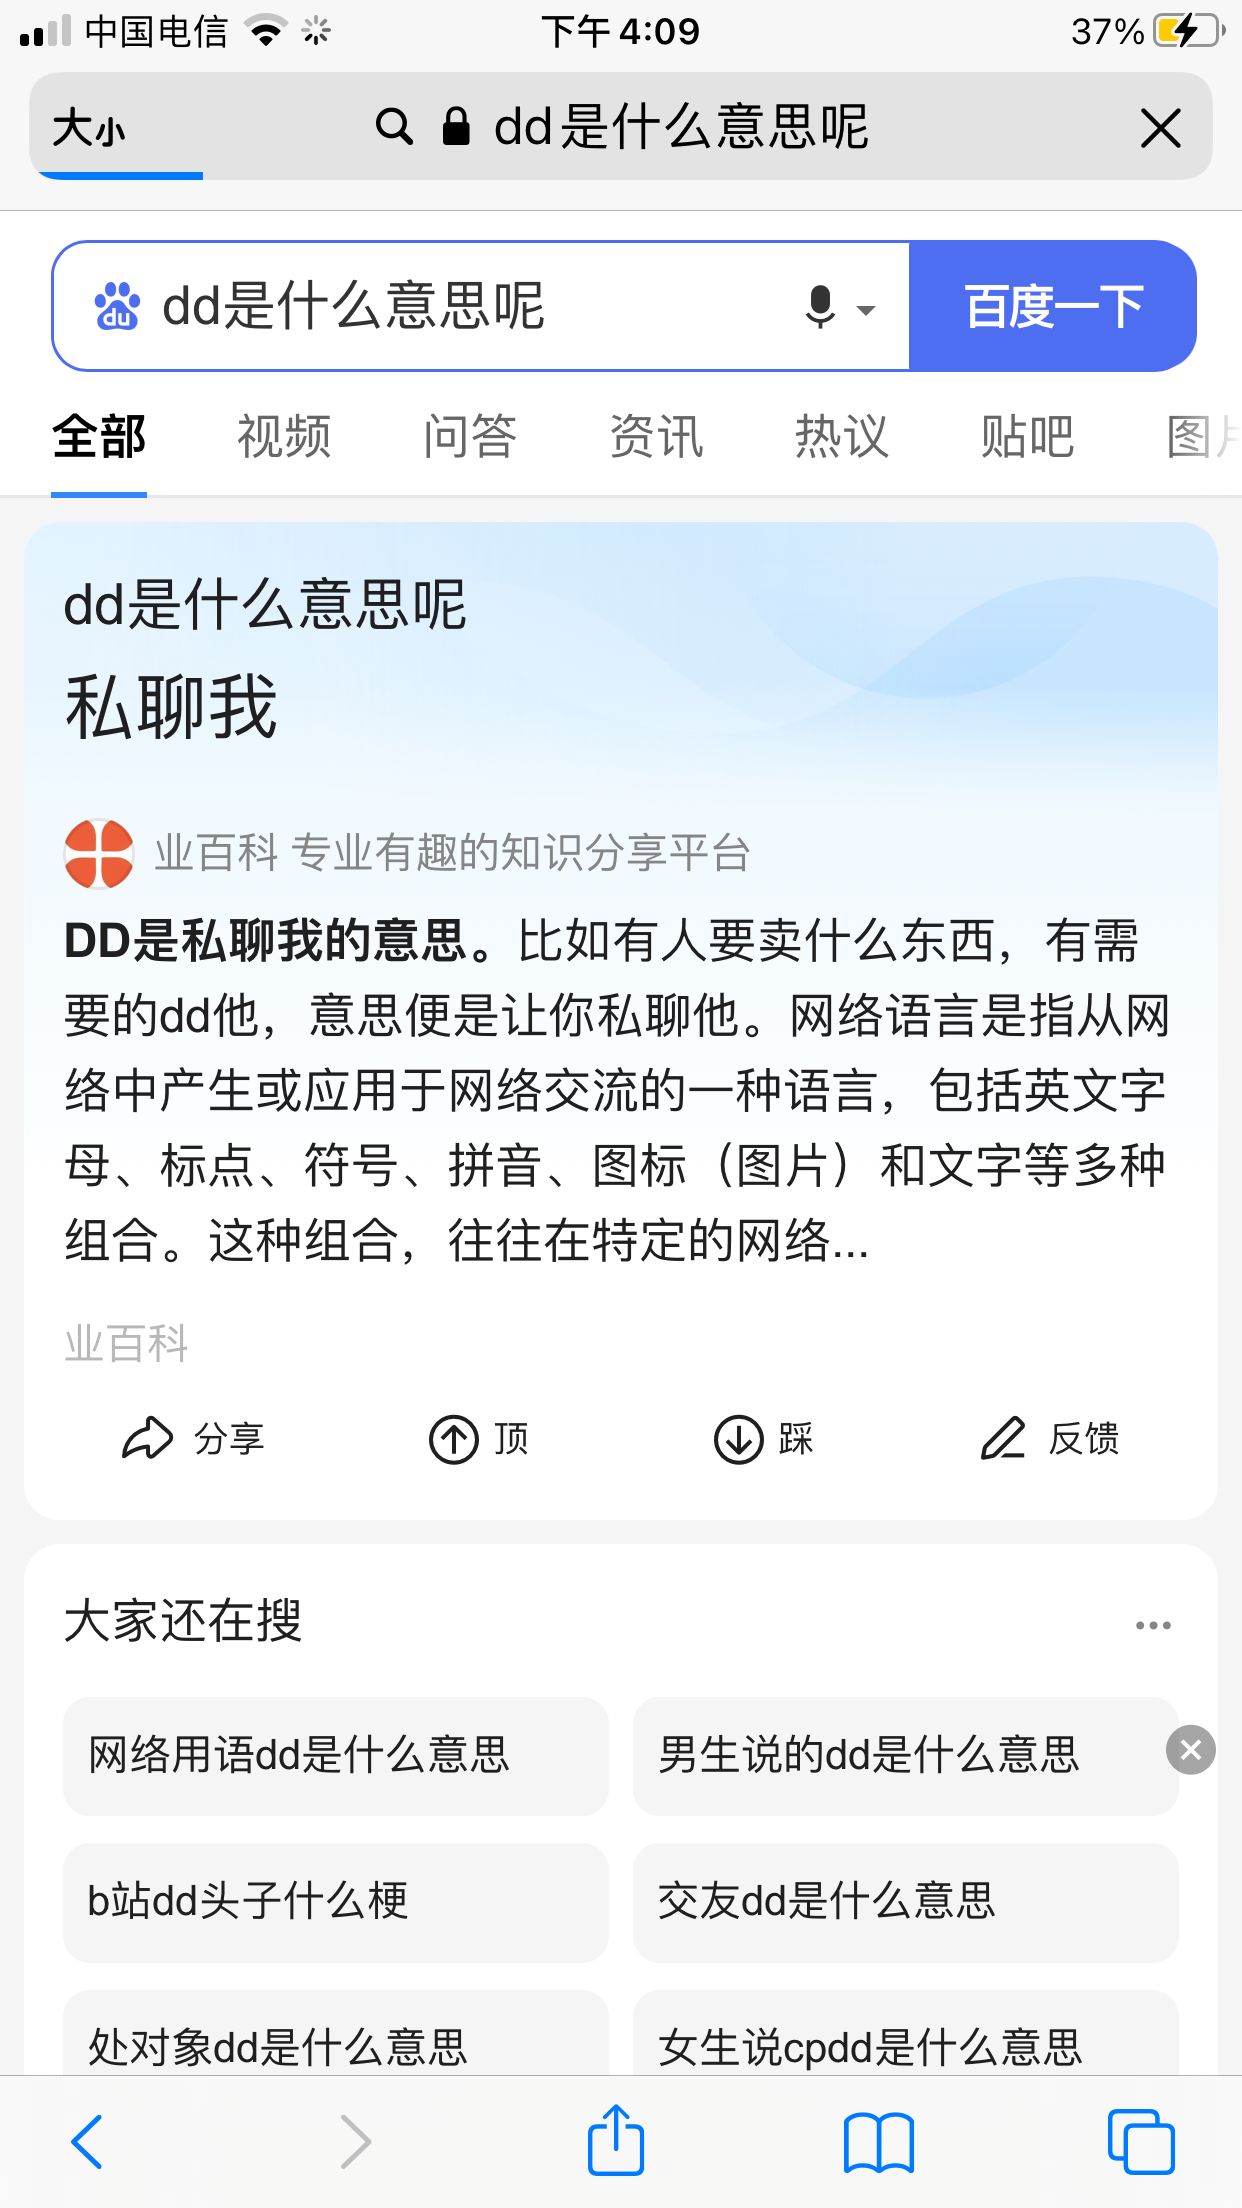 中国电信 下午4:09 37%
大小 dd是什么意思呢
du dd是什么意思呢 百度一下
全部 视频 问答 资讯 热议 贴吧 图
dd是什么意思呢
私聊我
业百科 专业有趣的知识分享平台
DD是私聊我的意思。比如有人要卖什么东西，有需
要的dd他，意思便是让你私聊他。网络语言是指从网
络中产生或应用于网络交流的一种语言，包括英文字
母、标点、符号、拼音、图标（图片）和文字等多种
组合。这种组合，往往在特定的网络...
业百科
分享 顶 踩 反馈
大家还在搜
网络用语dd是什么意思 男生说的dd是什么意思
b站dd头子什么梗 交友dd是什么意思
处对象dd是什么意思 女生说cpdd是什么意思